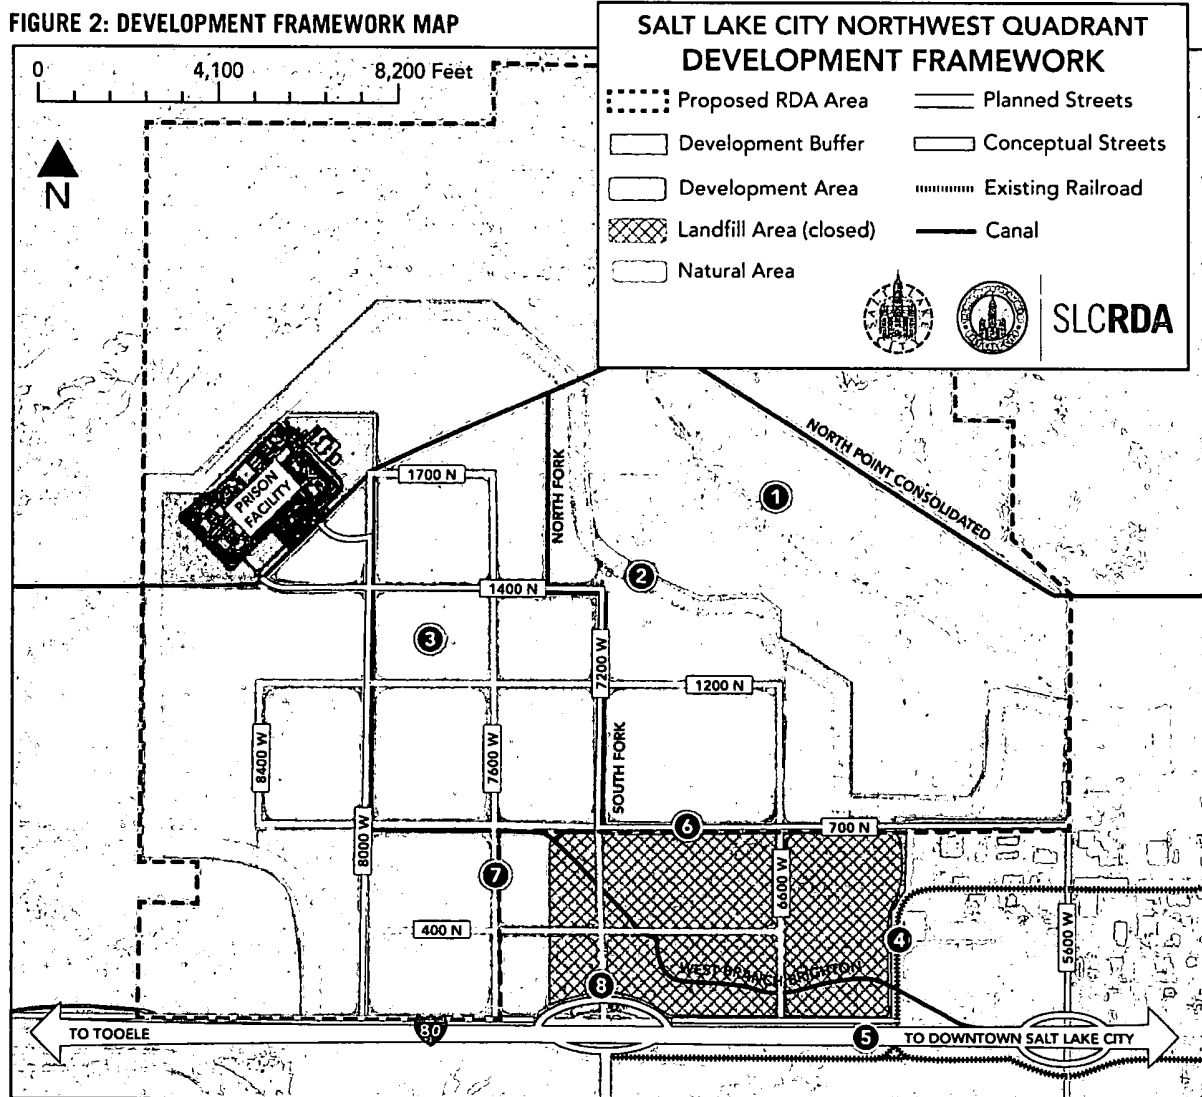 FIGURE 2: DEVELOPMENT FRAMEWORK MAP
SALT LAKE CITY NORTHWEST QUADRANT
DEVELOPMENT FRAMEWORK
Proposed RDA Area
Planned Streets
Development Buffer
Conceptual Streets
Development Area
Existing Railroad
Landfill Area (closed)
Canal
Natural Area
SALT LAKE CITY
SLCRDA
0 4,100 8,200 Feet
N
NORTH POINT CONSOLIDATED
PRISON
FACILITY
1700 N
NORTH FORK
1
2
1400 N
3
7200 W
1200 N
8400 W
7600 W
SOUTH FORK
6
700 N
8000 W
7
6600 W
400 N
4
5600 W
WEST BRANCH BRIGHTON
8
TO TOOELE
80
5
TO DOWNTOWN SALT LAKE CITY